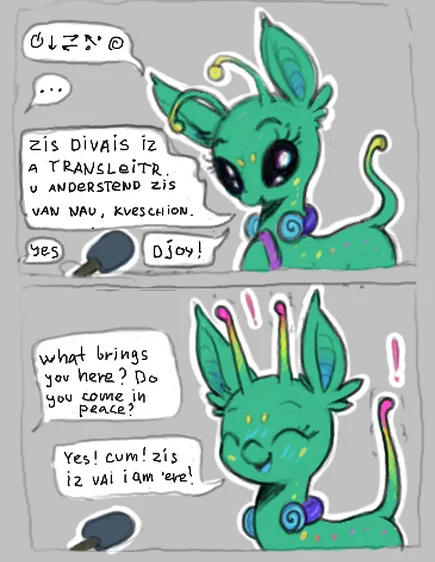 ...
ZIS DIVAIS IZ
A TRANSLEITR.
U ANDERSTEND ZIS
VAN NAU, KVESCHION.
yes
Djoy!
what brings
you here? Do
you come in
peace?
Yes! cum! zis
iz vai i am 'ere!